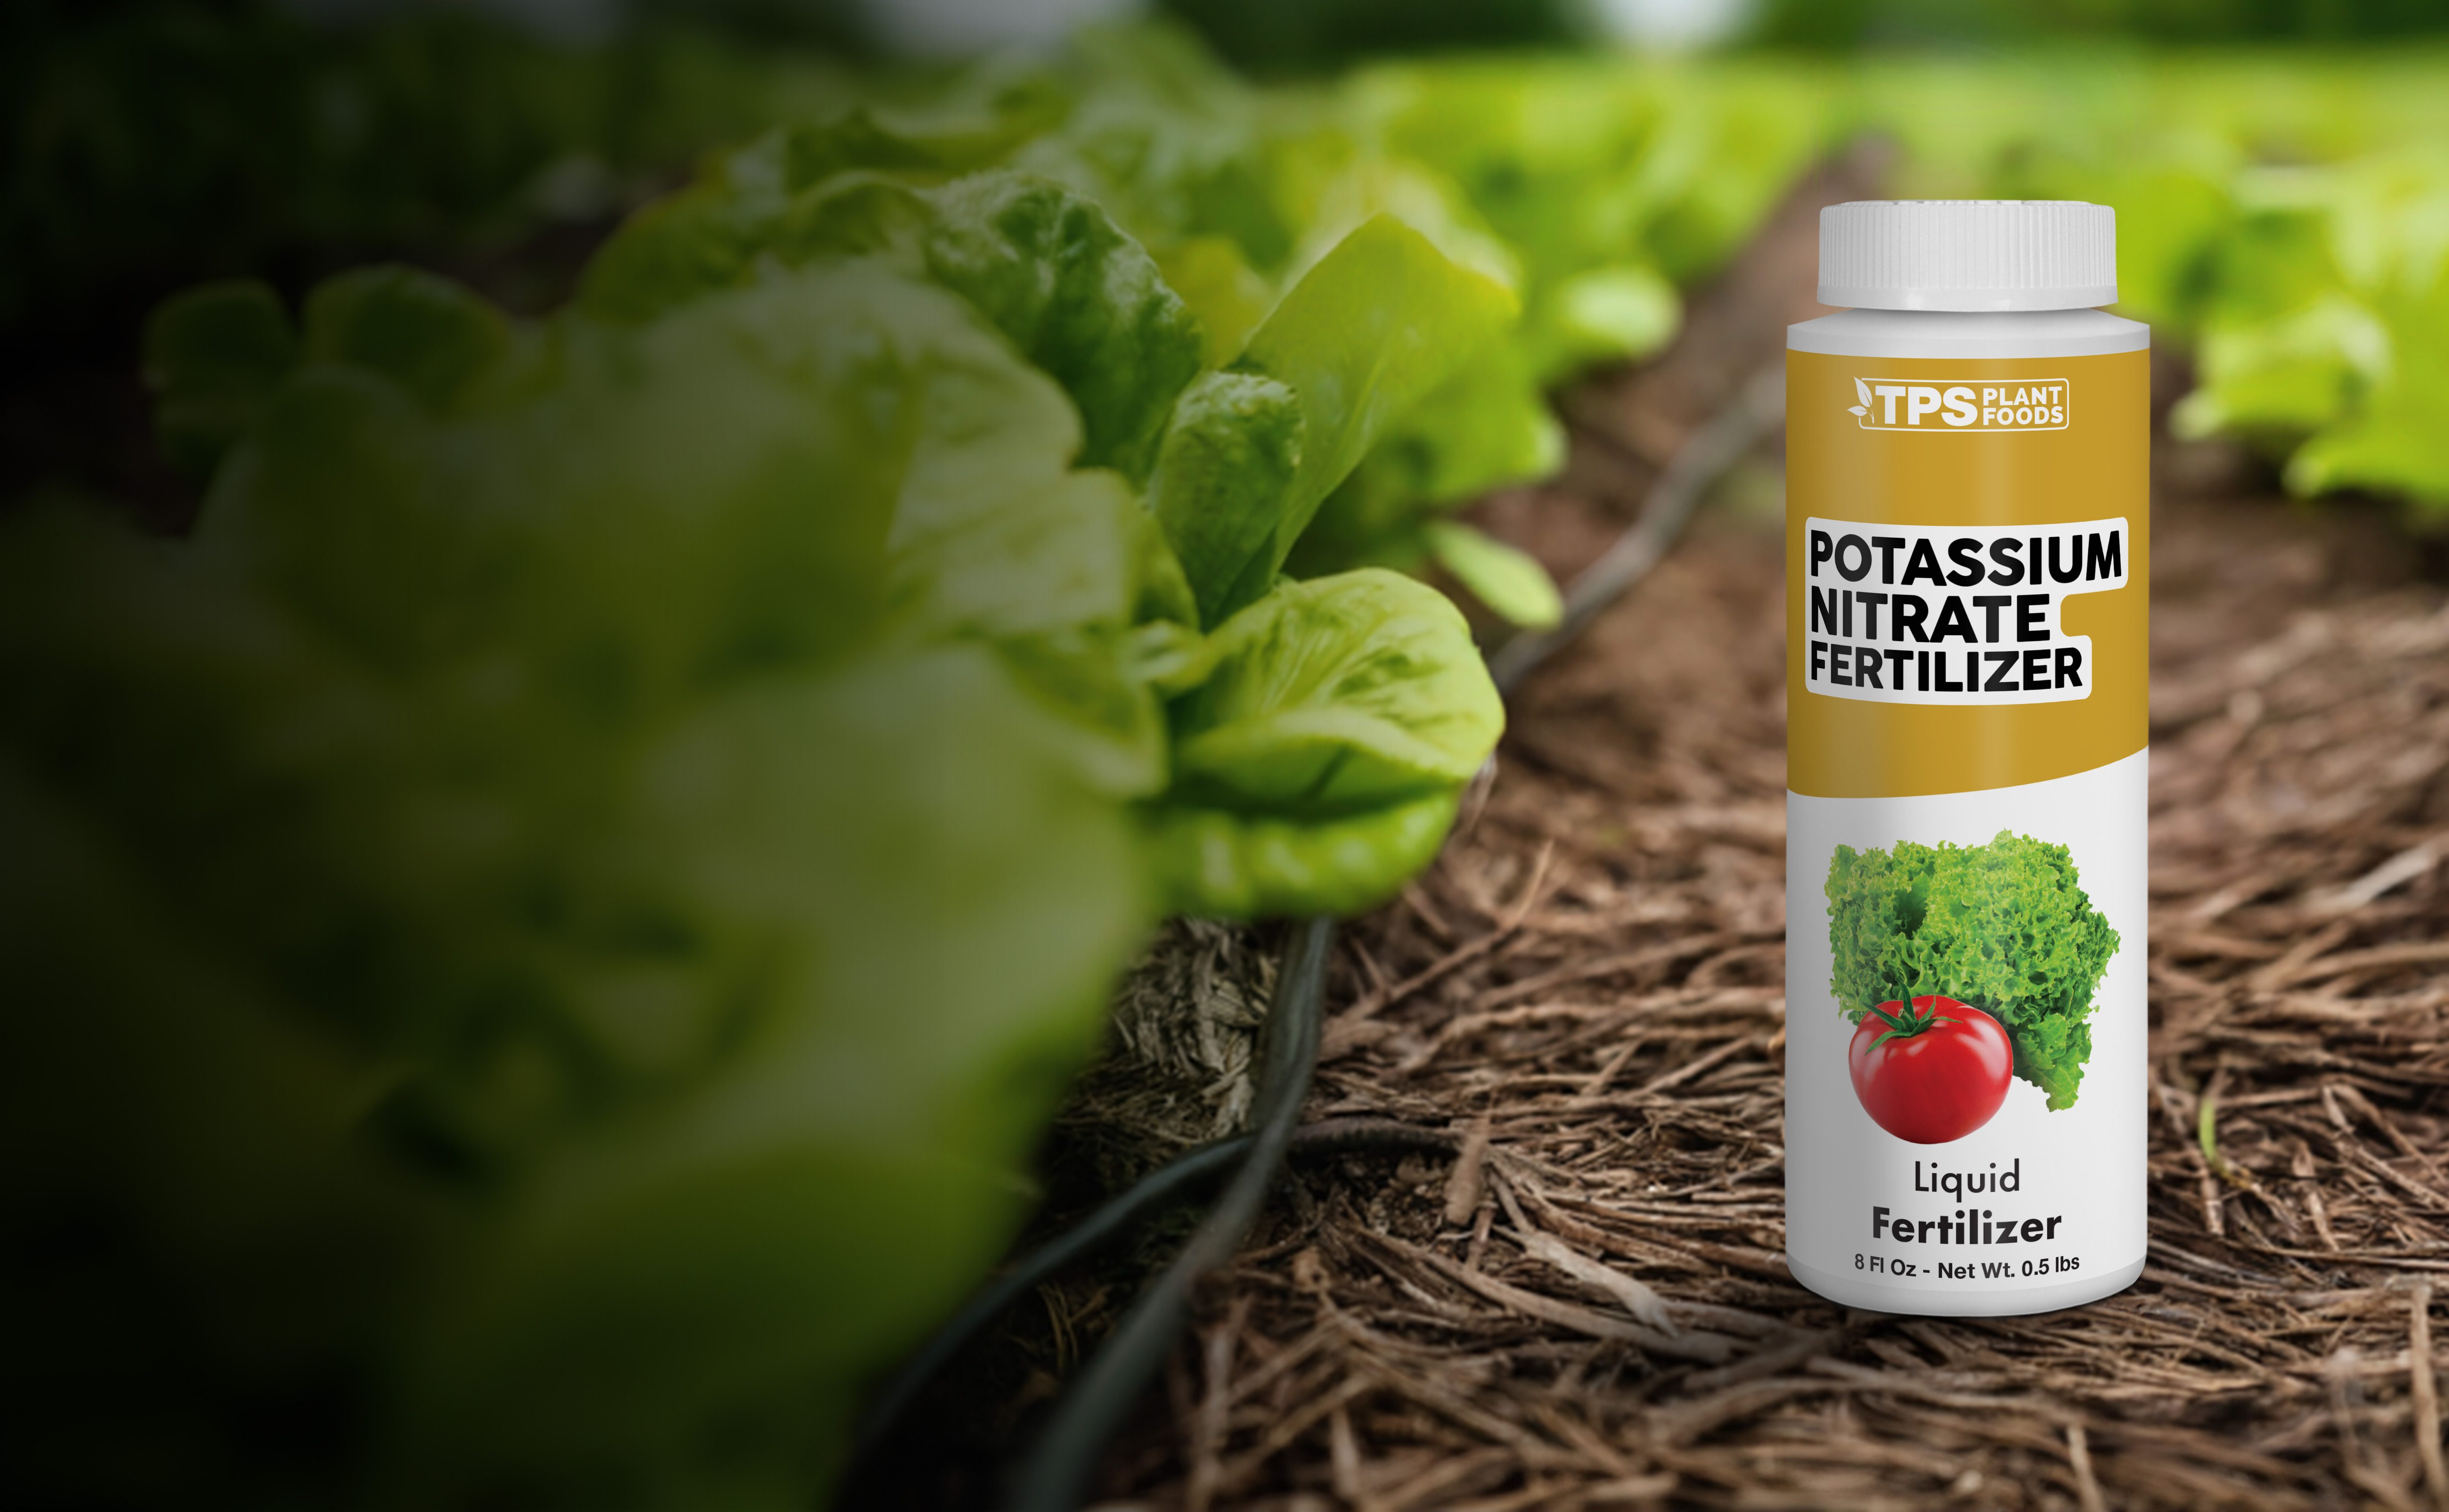 TPS PLANT FOODS
POTASSIUM
NITRATE
FERTILIZER
Liquid
Fertilizer
8 Fl Oz - Net Wt. 0.5 lbs